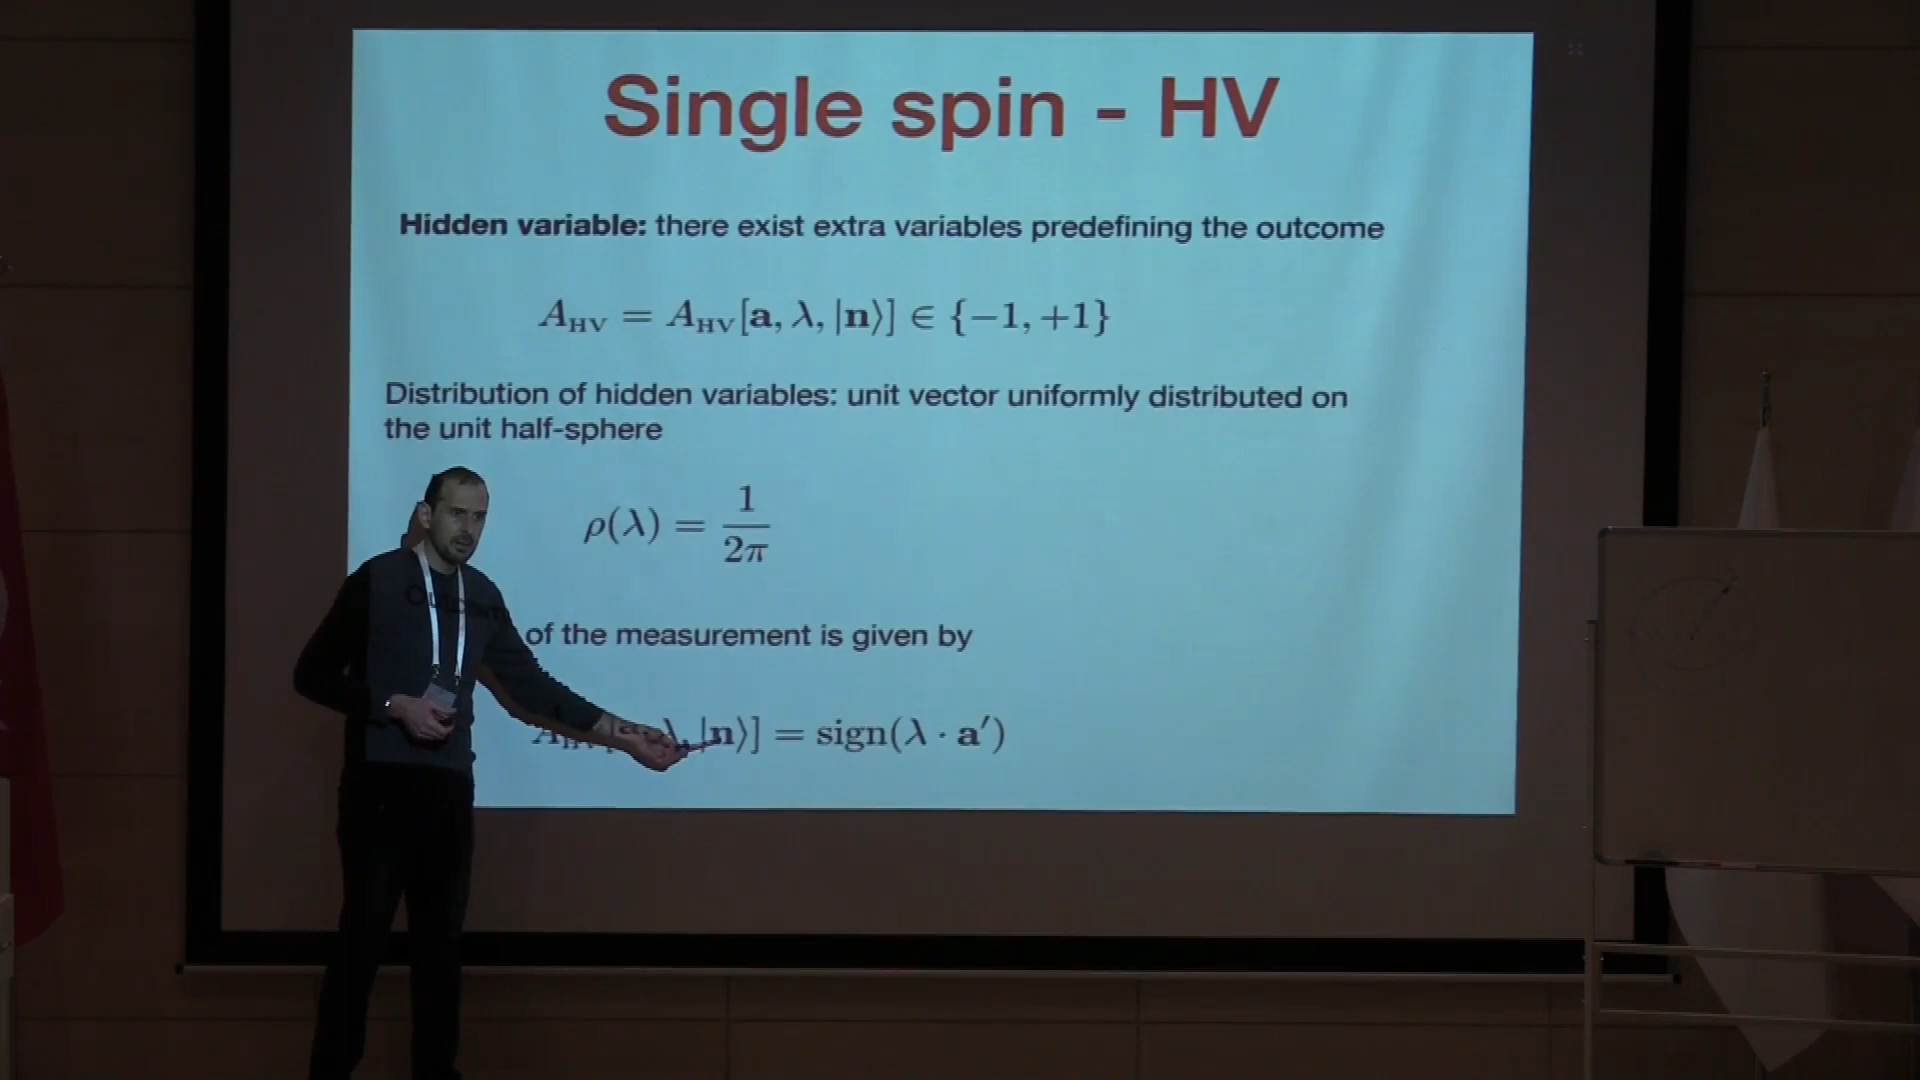 Single spin - HV
Hidden variable: there exist extra variables predefining the outcome
A_HV = A_HV[a, λ, |n⟩] ∈ {−1, +1}
Distribution of hidden variables: unit vector uniformly distributed on
the unit half-sphere
ρ(λ) = 1/2π
of the measurement is given by
A_HV[a, λ, |n⟩] = sign(λ · a′)